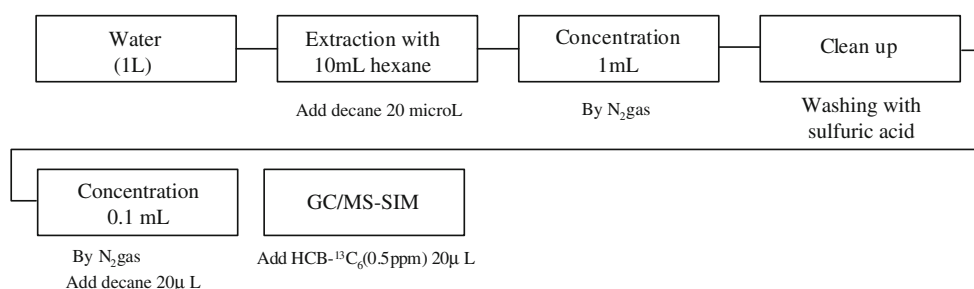 Water
(1L)
Extraction with
10mL hexane
Add decane 20 microL
Concentration
1mL
By N₂gas
Clean up
Washing with
sulfuric acid
Concentration
0.1 mL
By N₂gas
Add decane 20μ L
GC/MS-SIM
Add HCB-¹³C₆(0.5ppm) 20μ L